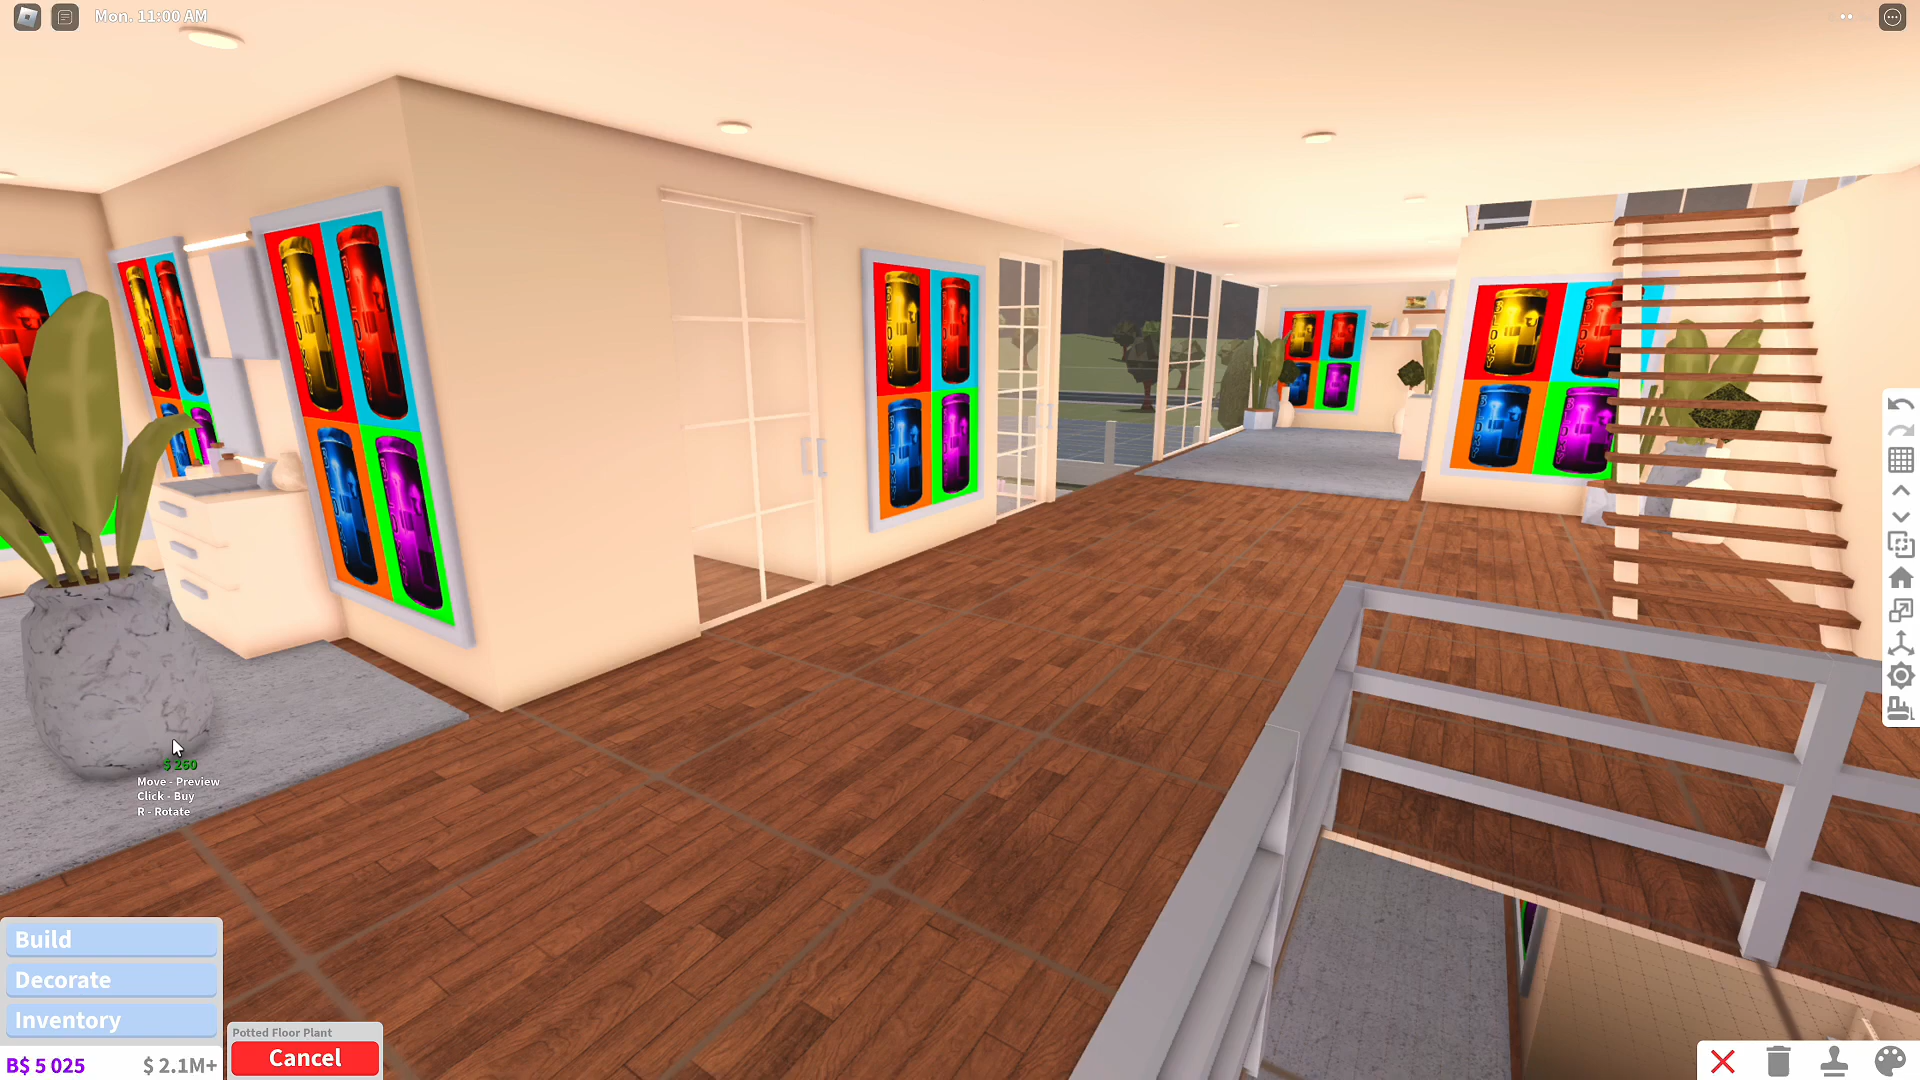 Mon. 11:00 AM
$ 260
Move - Preview
Click - Buy
R - Rotate
Build
Decorate
Inventory
B$ 5 025
$ 2.1M+
Potted Floor Plant
Cancel